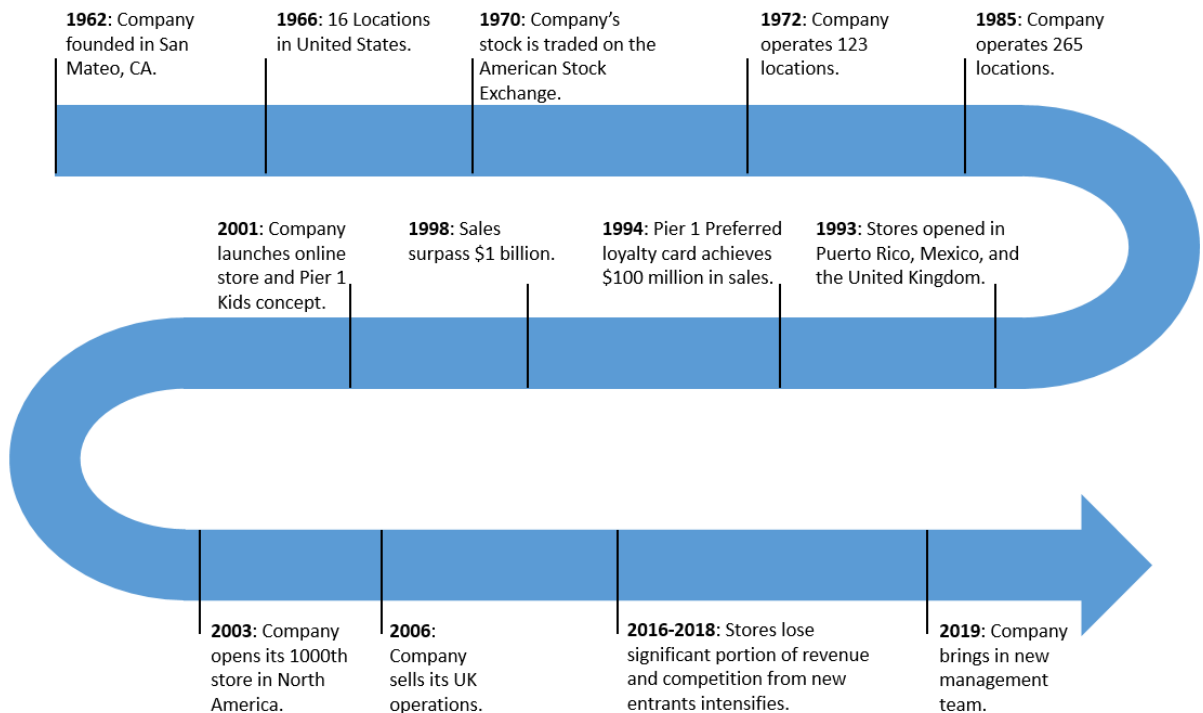 1962: Company
founded in San
Mateo, CA.
1966: 16 Locations
in United States.
1970: Company’s
stock is traded on the
American Stock
Exchange.
1972: Company
operates 123
locations.
1985: Company
operates 265
locations.
2001: Company
launches online
store and Pier 1
Kids concept.
1998: Sales
surpass $1 billion.
1994: Pier 1 Preferred
loyalty card achieves
$100 million in sales.
1993: Stores opened in
Puerto Rico, Mexico, and
the United Kingdom.
2003: Company
opens its 1000th
store in North
America.
2006:
Company
sells its UK
operations.
2016-2018: Stores lose
significant portion of revenue
and competition from new
entrants intensifies.
2019: Company
brings in new
management
team.